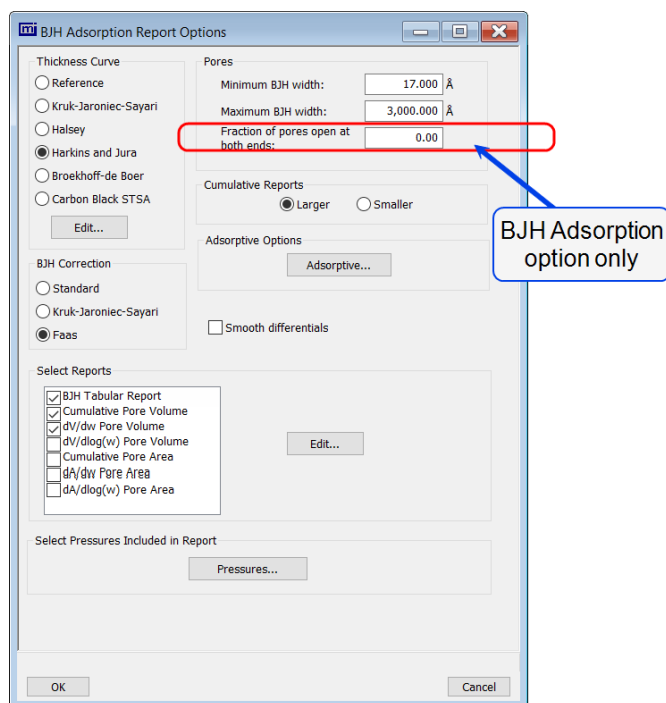 mi BJH Adsorption Report Options
Thickness Curve
Reference
Kruk-Jaroniec-Sayari
Halsey
Harkins and Jura
Broekhoff-de Boer
Carbon Black STSA
Edit...
BJH Correction
Standard
Kruk-Jaroniec-Sayari
Faas
Pores
Minimum BJH width: 17.000 Å
Maximum BJH width: 3,000.000 Å
Fraction of pores open at
both ends: 0.00
Cumulative Reports
Larger Smaller
Adsorptive Options
Adsorptive...
Smooth differentials
BJH Adsorption
option only
Select Reports
BJH Tabular Report
Cumulative Pore Volume
dV/dw Pore Volume
dV/dlog(w) Pore Volume
Cumulative Pore Area
dA/dw Pore Area
dA/dlog(w) Pore Area
Edit...
Select Pressures Included in Report
Pressures...
OK Cancel